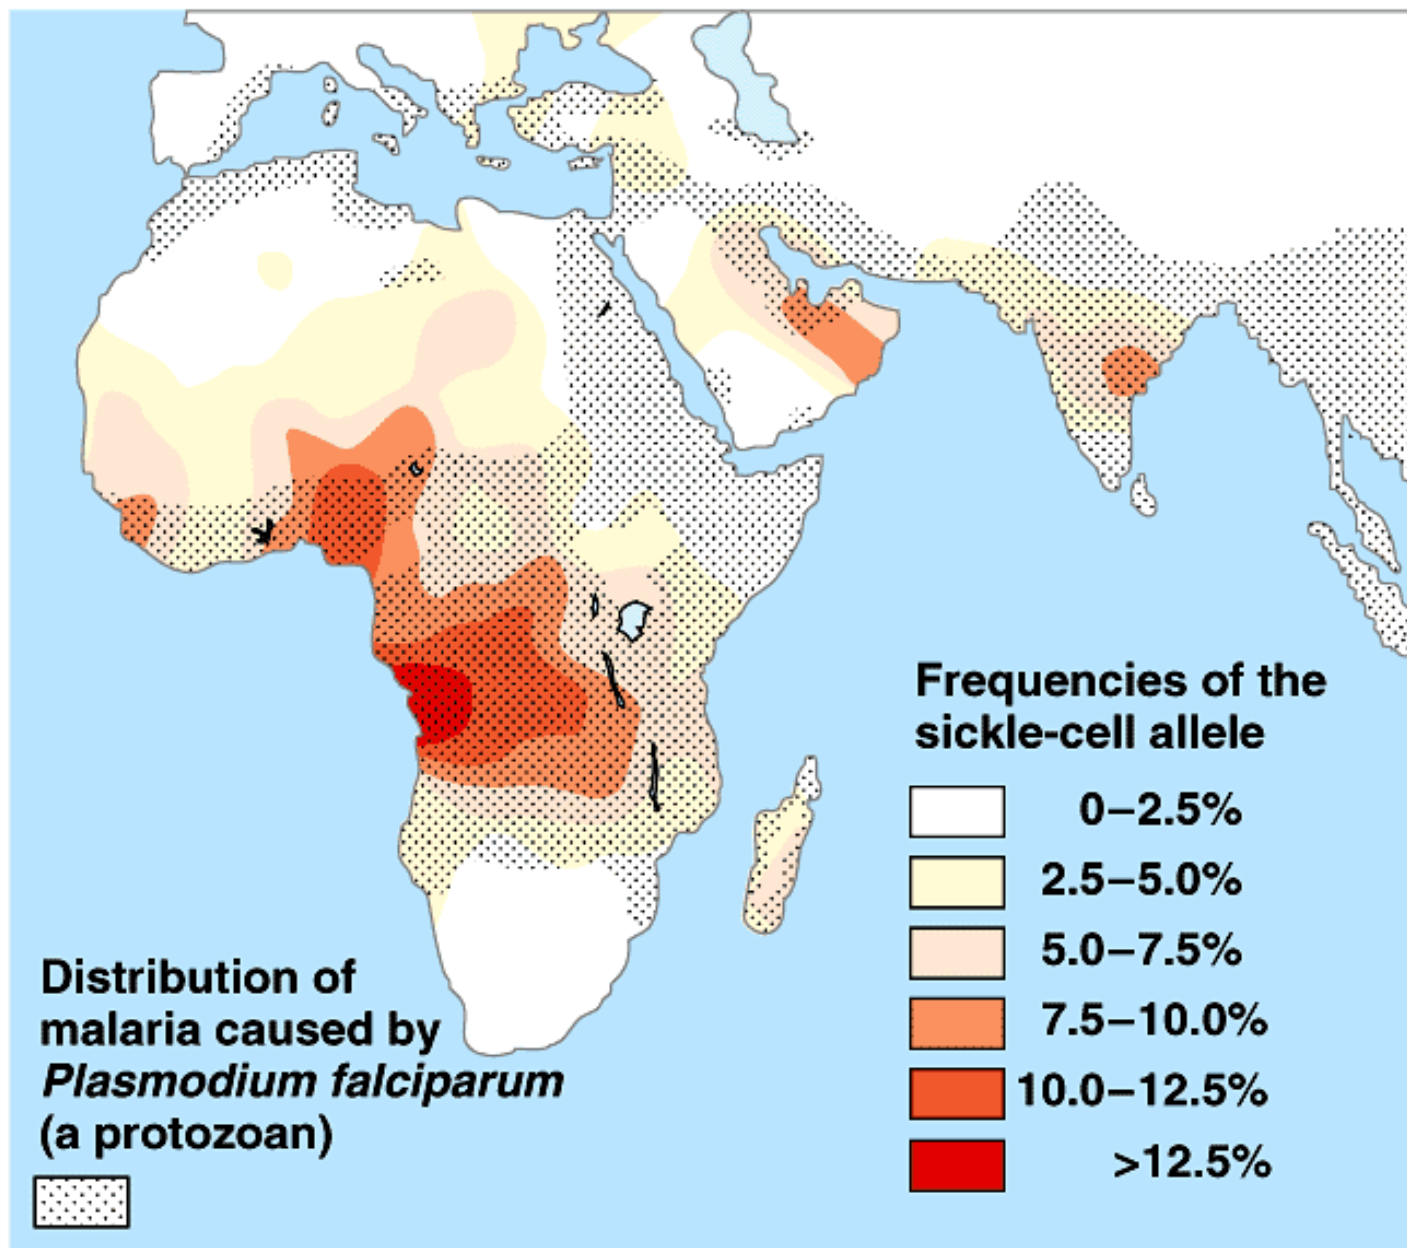 Frequencies of the
sickle-cell allele
0–2.5%
2.5–5.0%
5.0–7.5%
7.5–10.0%
10.0–12.5%
>12.5%
Distribution of
malaria caused by
Plasmodium falciparum
(a protozoan)